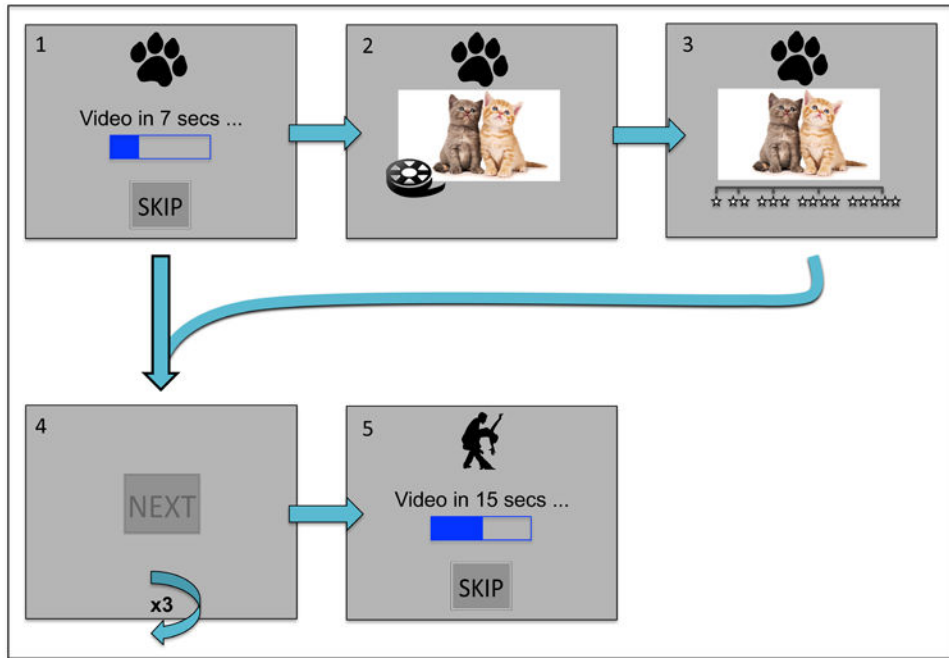 1
Video in 7 secs ...
SKIP
2
3
4
NEXT
x3
5
Video in 15 secs ...
SKIP